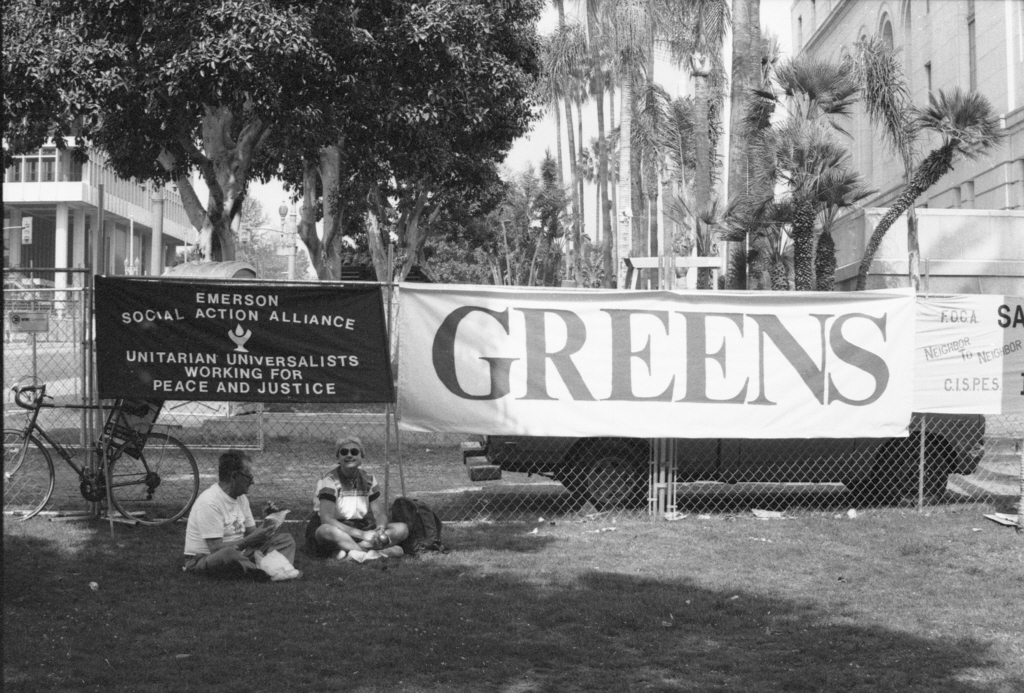 EMERSON
SOCIAL ACTION ALLIANCE
UNITARIAN UNIVERSALISTS
WORKING FOR
PEACE AND JUSTICE
GREENS
F.O.C.A.
NEIGHBOR
TO
NEIGHBOR
C.I.S.P.E.S
SA